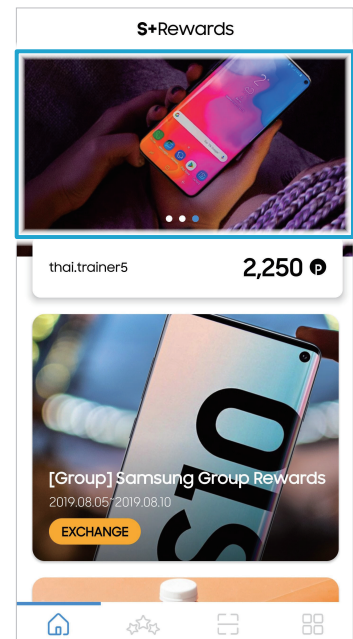 S+Rewards
thai.trainer5
2,250 P
S10
[Group] Samsung Group Rewards
2019.08.05~2019.08.10
EXCHANGE